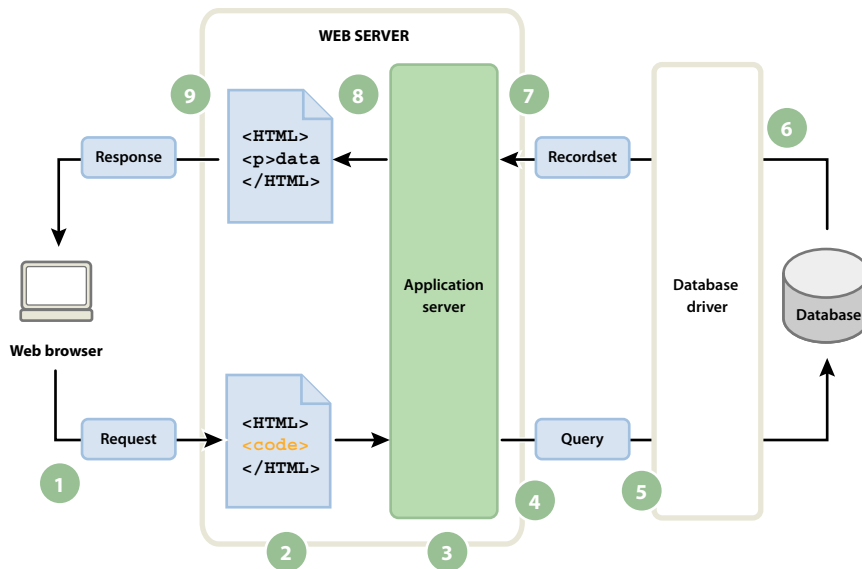 WEB SERVER
9
8
7
6
Response
<HTML>
<p>data
</HTML>
Recordset
Application
server
Database
driver
Database
Web browser
Request
<HTML>
<code>
</HTML>
Query
1
2
3
4
5